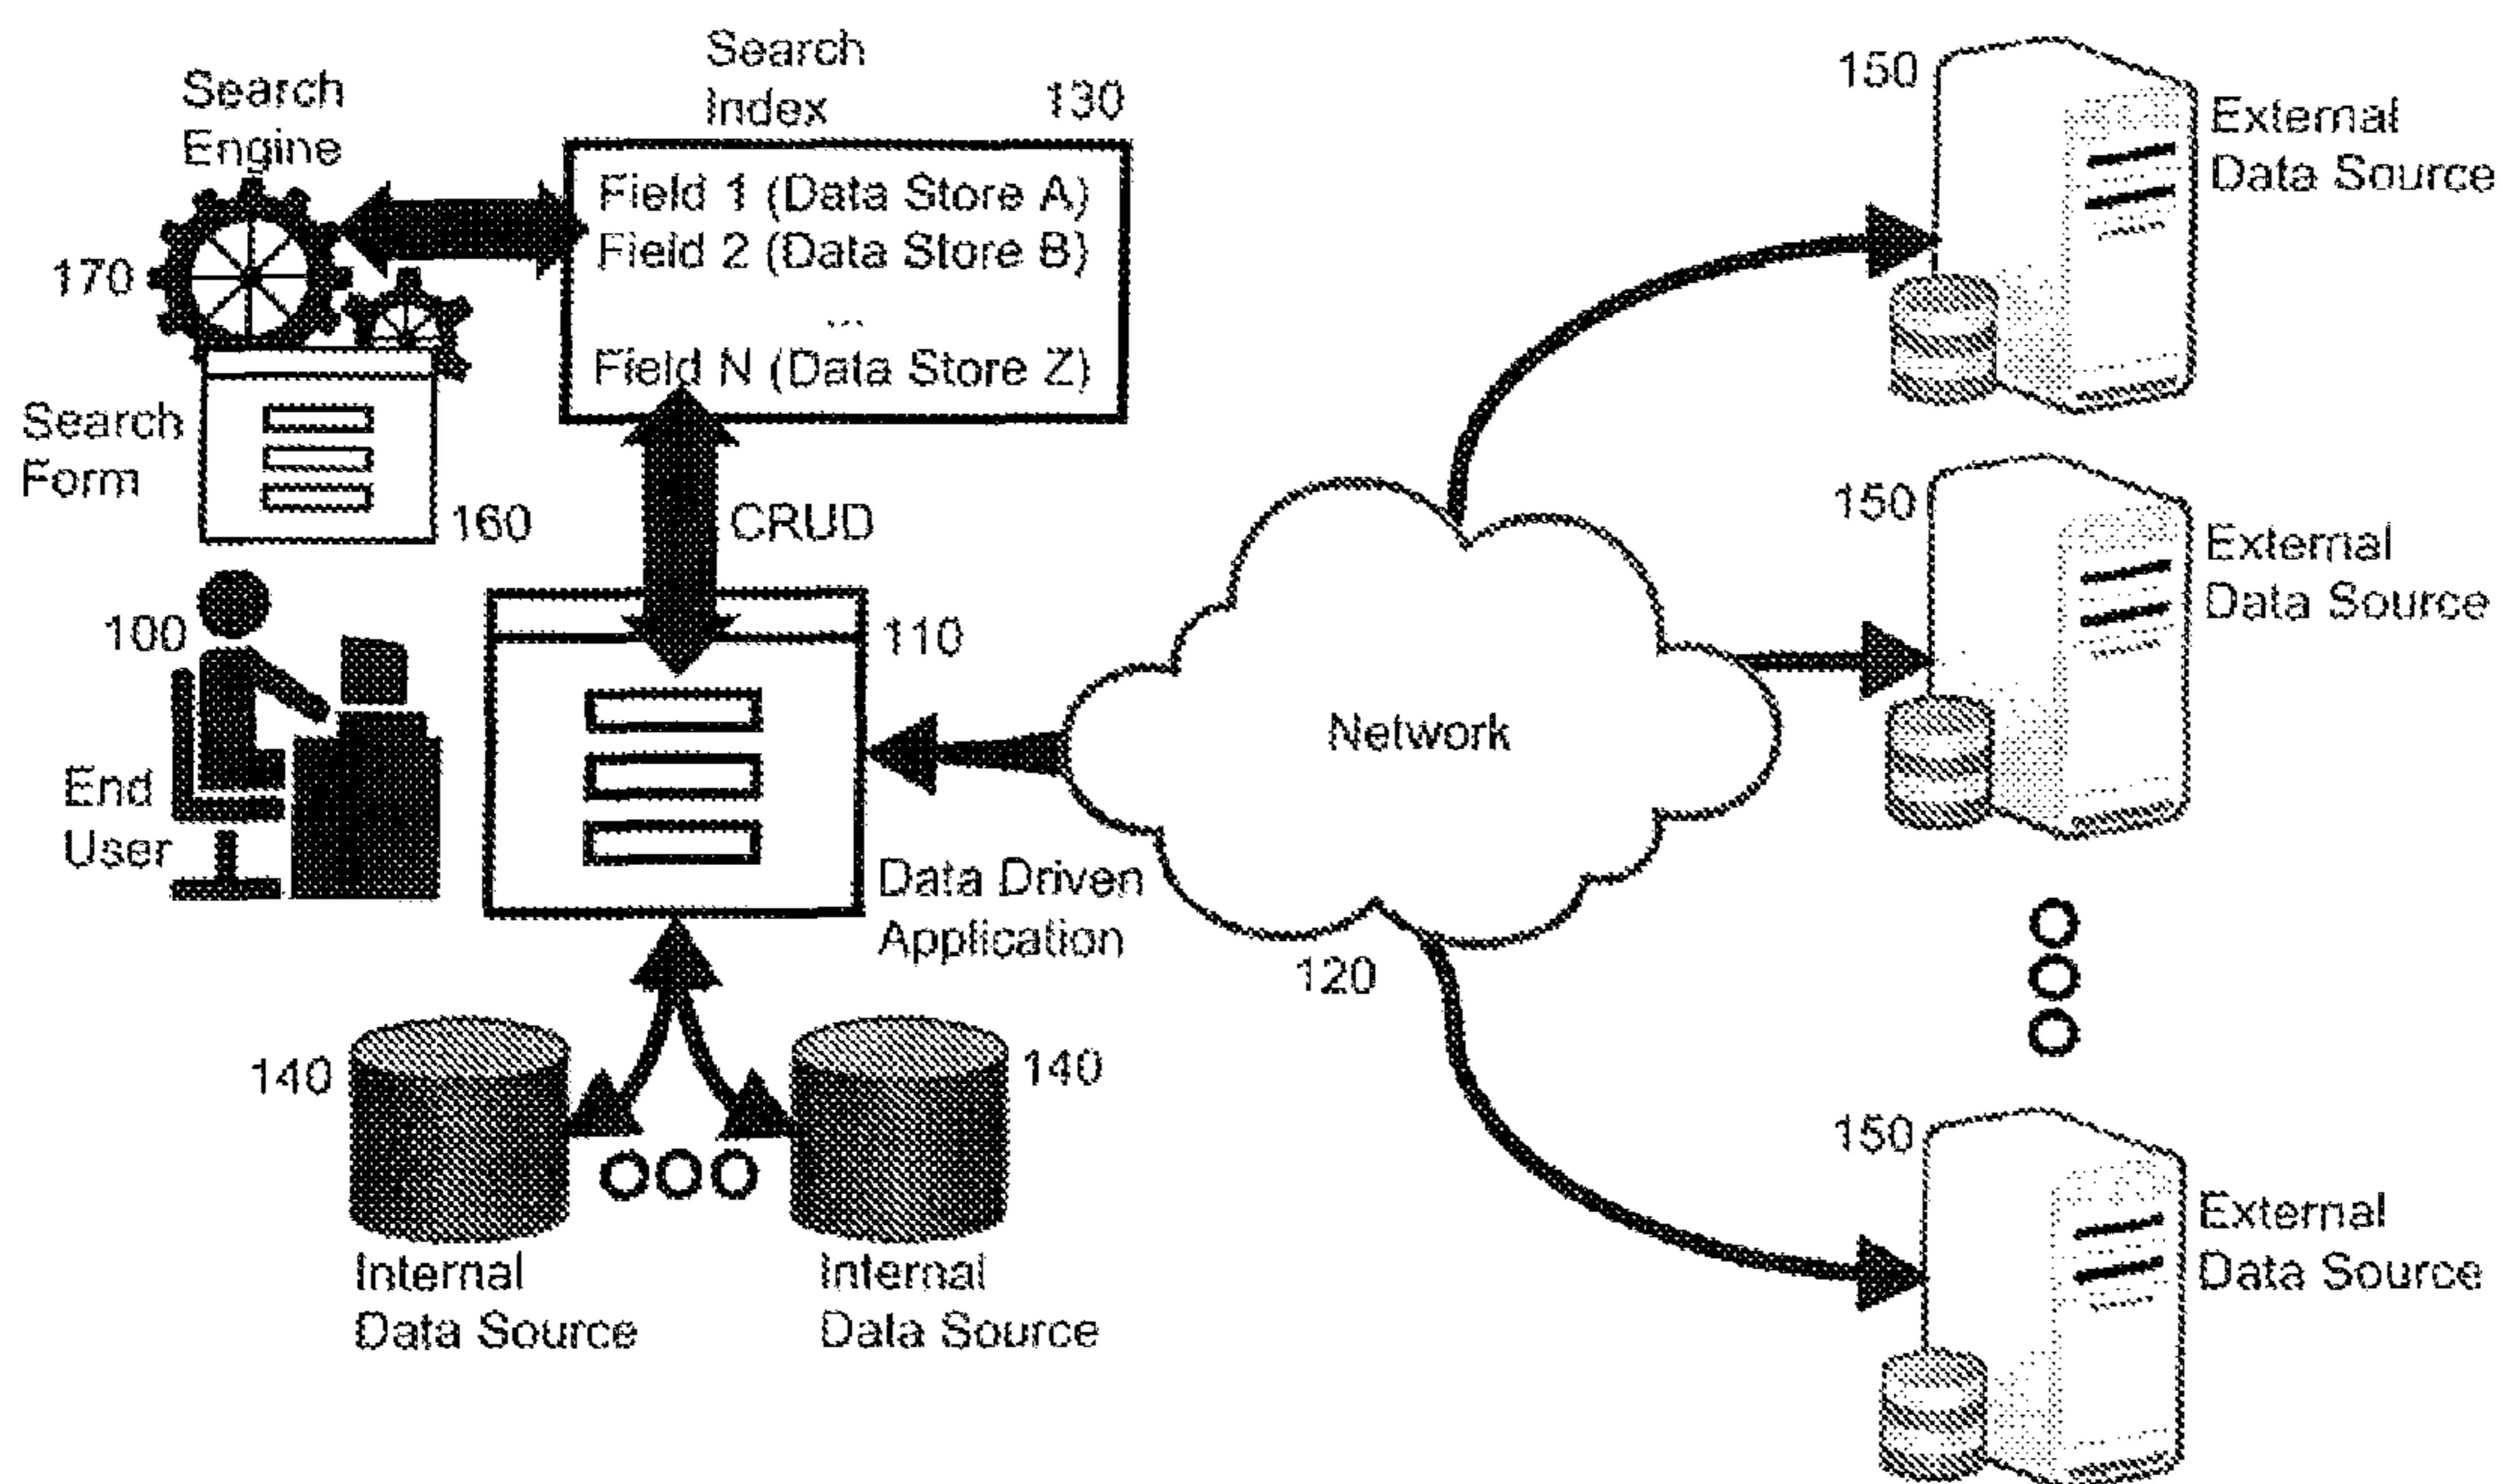 Search
Engine
170
Search
Index
130
Field 1 (Data Store A)
Field 2 (Data Store B)
...
Field N (Data Store Z)
Search
Form
160
CRUD
100
End
User
110
Data Driven
Application
140
Internal
Data Source
140
Internal
Data Source
Network
120
150
External
Data Source
150
External
Data Source
150
External
Data Source